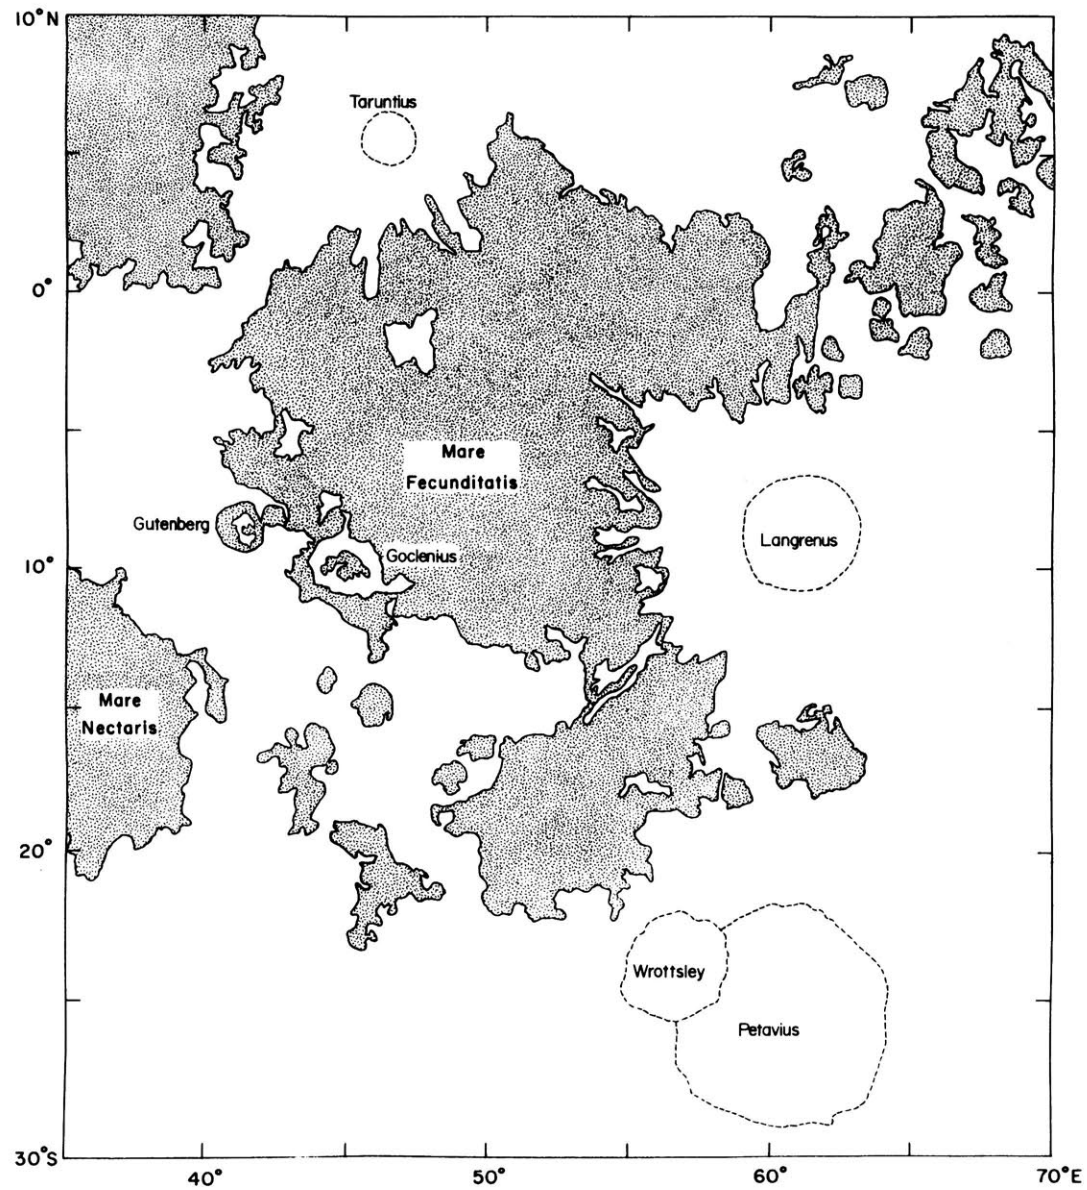 10°N
Taruntius
0°
Mare
Fecunditatis
Gutenberg
Goclenius
Langrenus
10°
Mare
Nectaris
20°
Wrottsley
Petavius
30°S
40°
50°
60°
70°E